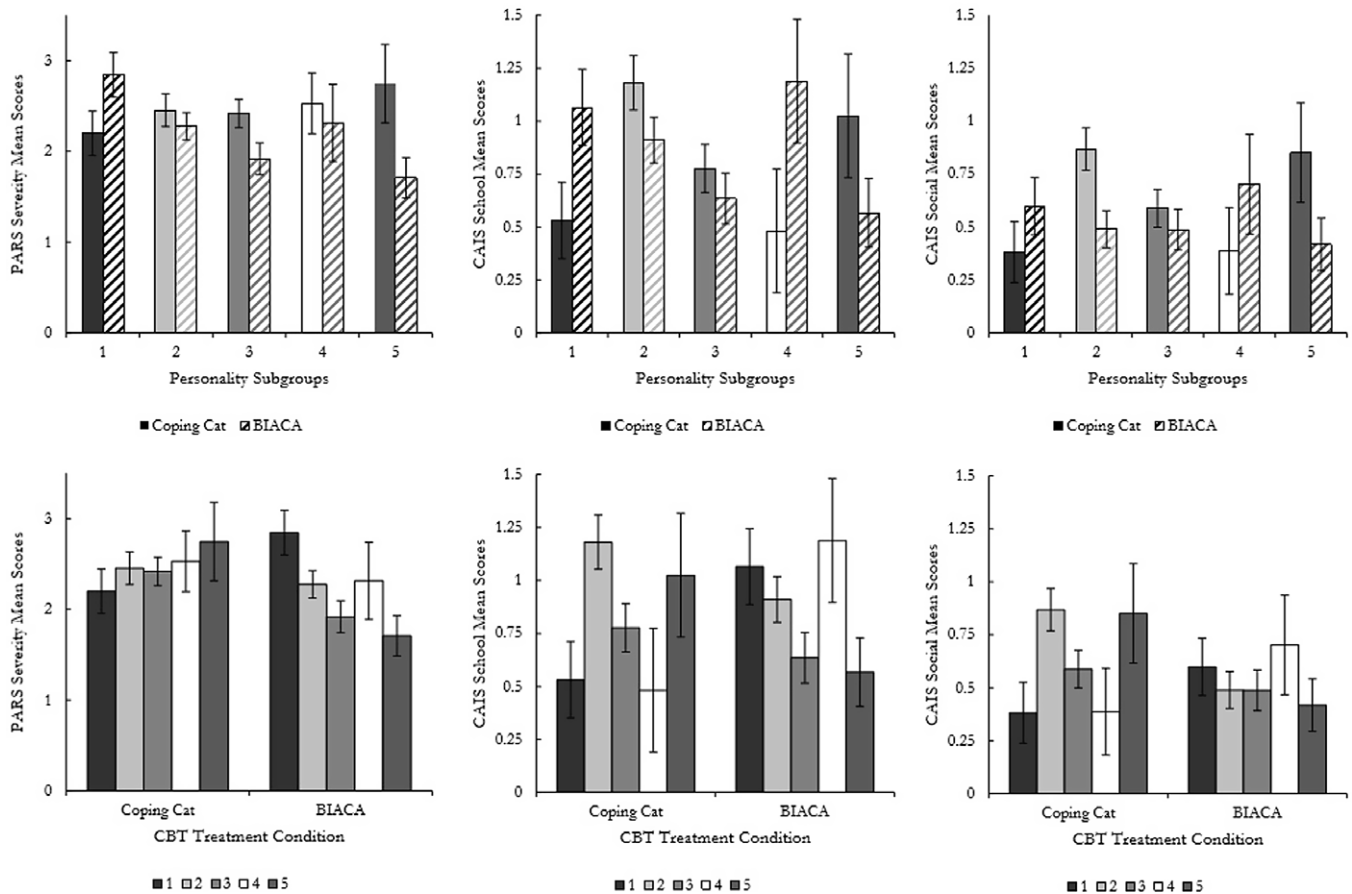 PARS Severity Mean Scores
3
2
1
0
1 2 3 4 5
Personality Subgroups
■ Coping Cat ▨ BIACA
CAIS School Mean Scores
1.5
1.25
1
0.75
0.5
0.25
0
1 2 3 4 5
Personality Subgroups
■ Coping Cat ▨ BIACA
CAIS Social Mean Scores
1.5
1.25
1
0.75
0.5
0.25
0
1 2 3 4 5
Personality Subgroups
■ Coping Cat ▨ BIACA
PARS Severity Mean Scores
3
2
1
0
Coping Cat BIACA
CBT Treatment Condition
■ 1 ■ 2 ■ 3 □ 4 ■ 5
CAIS School Mean Scores
1.5
1.25
1
0.75
0.5
0.25
0
Coping Cat BIACA
CBT Treatment Condition
■ 1 ■ 2 ■ 3 □ 4 ■ 5
CAIS Social Mean Scores
1.5
1.25
1
0.75
0.5
0.25
0
Coping Cat BIACA
CBT Treatment Condition
■ 1 ■ 2 ■ 3 □ 4 ■ 5